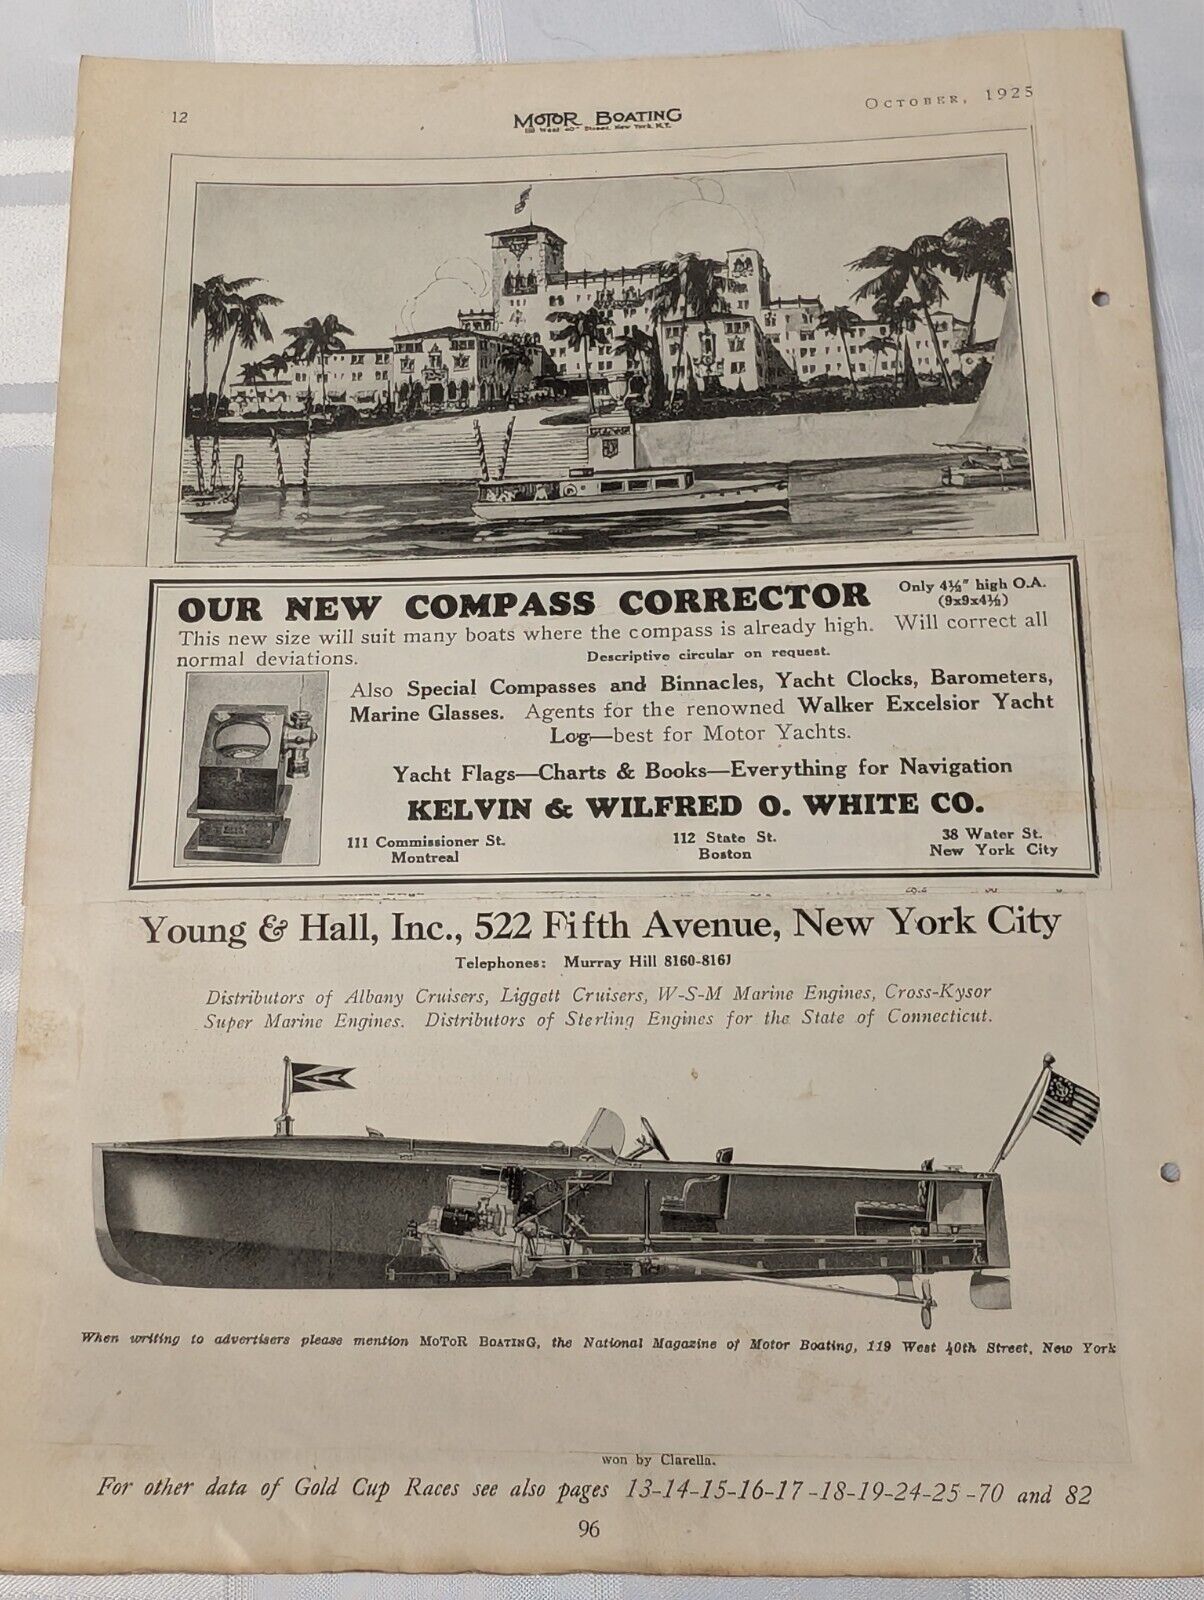 12
MOTOR BOATING
OCTOBER, 1925
119 West 40th Street, New York, N.Y.
OUR NEW COMPASS CORRECTOR
Only 4½" high O.A.
(9x9x4½)
This new size will suit many boats where the compass is already high. Will correct all
normal deviations.
Descriptive circular on request.
Also Special Compasses and Binnacles, Yacht Clocks, Barometers,
Marine Glasses. Agents for the renowned Walker Excelsior Yacht
Log—best for Motor Yachts.
Yacht Flags—Charts & Books—Everything for Navigation
KELVIN & WILFRED O. WHITE CO.
111 Commissioner St.
Montreal
112 State St.
Boston
38 Water St.
New York City
Young & Hall, Inc., 522 Fifth Avenue, New York City
Telephones: Murray Hill 8160-8161
Distributors of Albany Cruisers, Liggett Cruisers, W-S-M Marine Engines, Cross-Kysor
Super Marine Engines. Distributors of Sterling Engines for the State of Connecticut.
When writing to advertisers please mention MOTOR BOATING, the National Magazine of Motor Boating, 119 West 40th Street, New York
won by Clarella.
For other data of Gold Cup Races see also pages 13-14-15-16-17-18-19-24-25-70 and 82
96